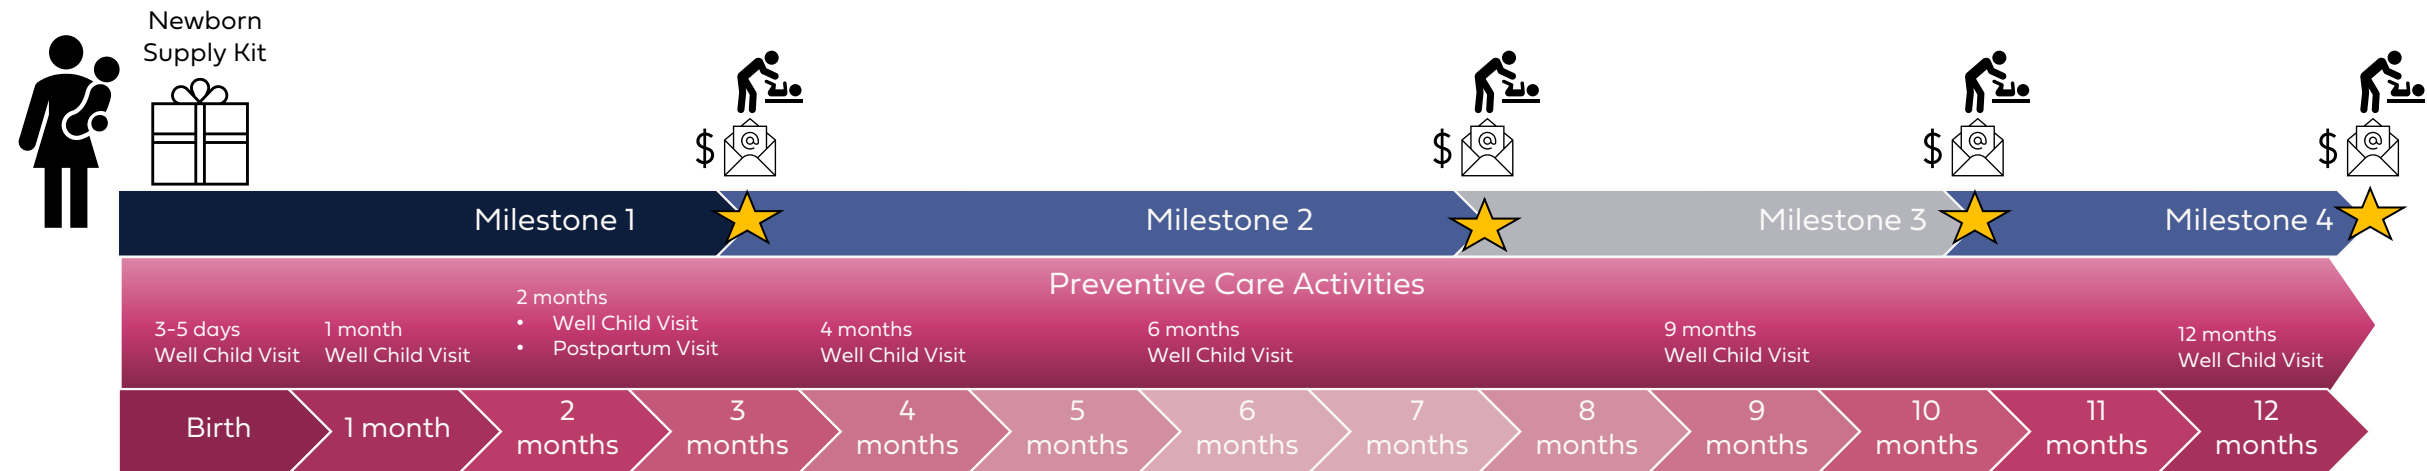 Newborn
Supply Kit
$ @
$ @
$ @
$ @
Milestone 1
Milestone 2
Milestone 3
Milestone 4
Preventive Care Activities
3-5 days
Well Child Visit
1 month
Well Child Visit
2 months
• Well Child Visit
• Postpartum Visit
4 months
Well Child Visit
6 months
Well Child Visit
9 months
Well Child Visit
12 months
Well Child Visit
Birth
1 month
2
months
3
months
4
months
5
months
6
months
7
months
8
months
9
months
10
months
11
months
12
months